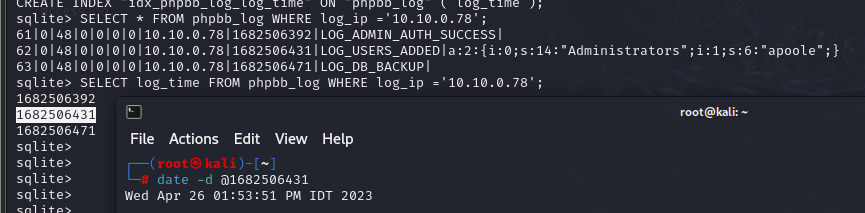 CREATE INDEX "idx_phpbb_log_log_time" ON "phpbb_log" ("log_time");
sqlite> SELECT * FROM phpbb_log WHERE log_ip ='10.10.0.78';
61|0|48|0|0|0|0|10.10.0.78|1682506392|LOG_ADMIN_AUTH_SUCCESS|
62|0|48|0|0|0|0|10.10.0.78|1682506431|LOG_USERS_ADDED|a:2:{i:0;s:14:"Administrators";i:1;s:6:"apoole";}
63|0|48|0|0|0|0|10.10.0.78|1682506471|LOG_DB_BACKUP|
sqlite> SELECT log_time FROM phpbb_log WHERE log_ip ='10.10.0.78';
1682506392
1682506431
1682506471
sqlite>
sqlite>
sqlite>
sqlite>
sqlite>
root@kali: ~
File Actions Edit View Help
┌──(root㉿kali)-[~]
└─# date -d @1682506431
Wed Apr 26 01:53:51 PM IDT 2023